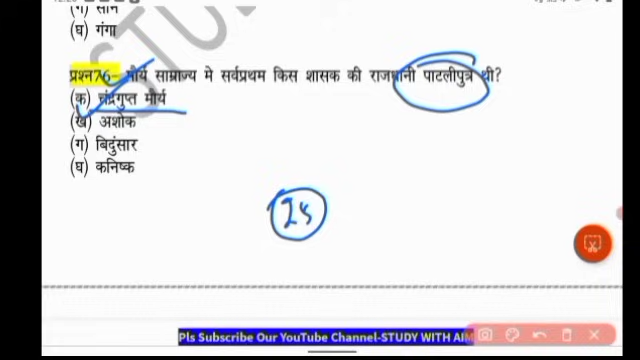 (ग) सोन
(घ) गंगा
प्रश्न76- मौर्य साम्राज्य मे सर्वप्रथम किस शासक की राजधानी पाटलीपुत्र थी?
(क) चंद्रगुप्त मौर्य
(ख) अशोक
(ग) बिदुंसार
(घ) कनिष्क
Pls Subscribe Our YouTube Channel-STUDY WITH AIM